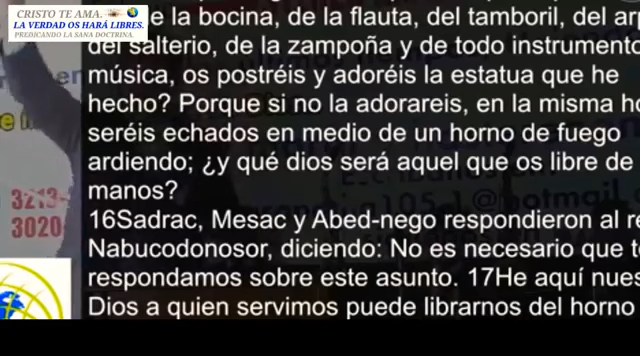 CRISTO TE AMA.
LA VERDAD OS HARÁ LIBRES.
PREDICANDO LA SANA DOCTRINA.
e la bocina, de la flauta, del tamboril, del
del salterio, de la zampoña y de todo instrumento
música, os postréis y adoréis la estatua que he
hecho? Porque si no la adorareis, en la misma
seréis echados en medio de un horno de fuego
ardiendo; ¿y qué dios será aquel que os libre de
manos?
16Sadrac, Mesac y Abed-nego respondieron al
Nabucodonosor, diciendo: No es necesario que
respondamos sobre este asunto. 17He aquí
Dios a quien servimos puede librarnos del horno
3213-
3020